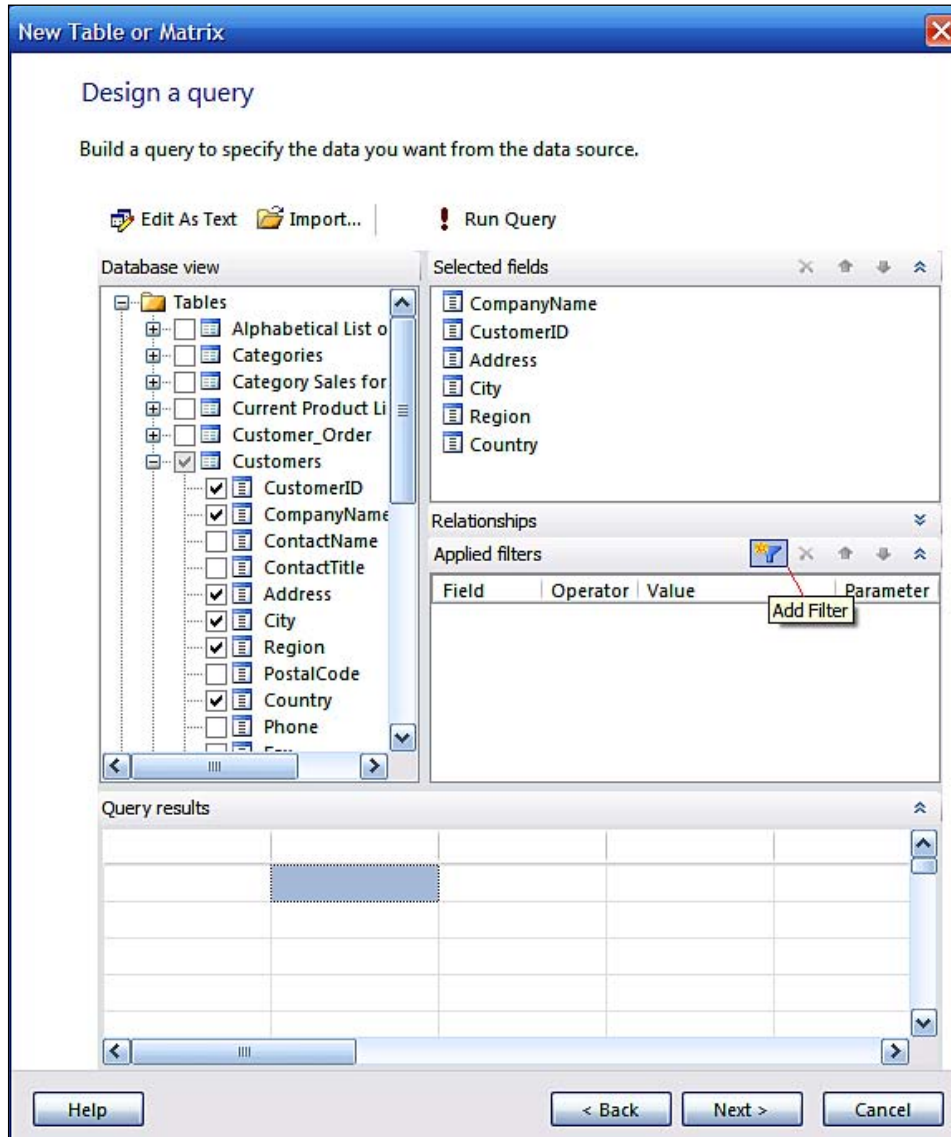 New Table or Matrix
Design a query
Build a query to specify the data you want from the data source.
Edit As Text Import... Run Query
Database view
Tables
Alphabetical List o
Categories
Category Sales for
Current Product Li
Customer_Order
Customers
CustomerID
CompanyName
ContactName
ContactTitle
Address
City
Region
PostalCode
Country
Phone
Selected fields
CompanyName
CustomerID
Address
City
Region
Country
Relationships
Applied filters
Field Operator Value Parameter
Add Filter
Query results
Help < Back Next > Cancel